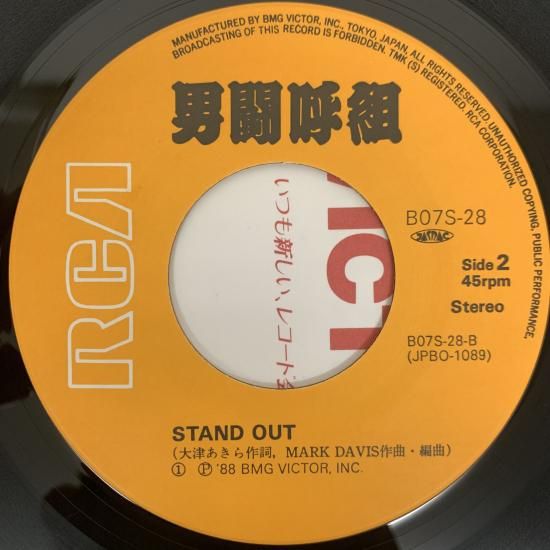 MANUFACTURED BY BMG VICTOR, INC., TOKYO, JAPAN, ALL RIGHTS RESERVED, UNAUTHORIZED COPYING, PUBLIC PERFORMANCE,
BROADCASTING OF THIS RECORD IS FORBIDDEN. TMK (S) REGISTERED. RCA CORPORATION.
男闘呼組
RCA
B07S-28
JASRAC
Side 2
45rpm
Stereo
B07S-28-B
(JPBO-1089)
VICT
いつも新しい、レコードを
STAND OUT
(大津あきら作詞, MARK DAVIS作曲・編曲)
① Ⓟ '88 BMG VICTOR, INC.